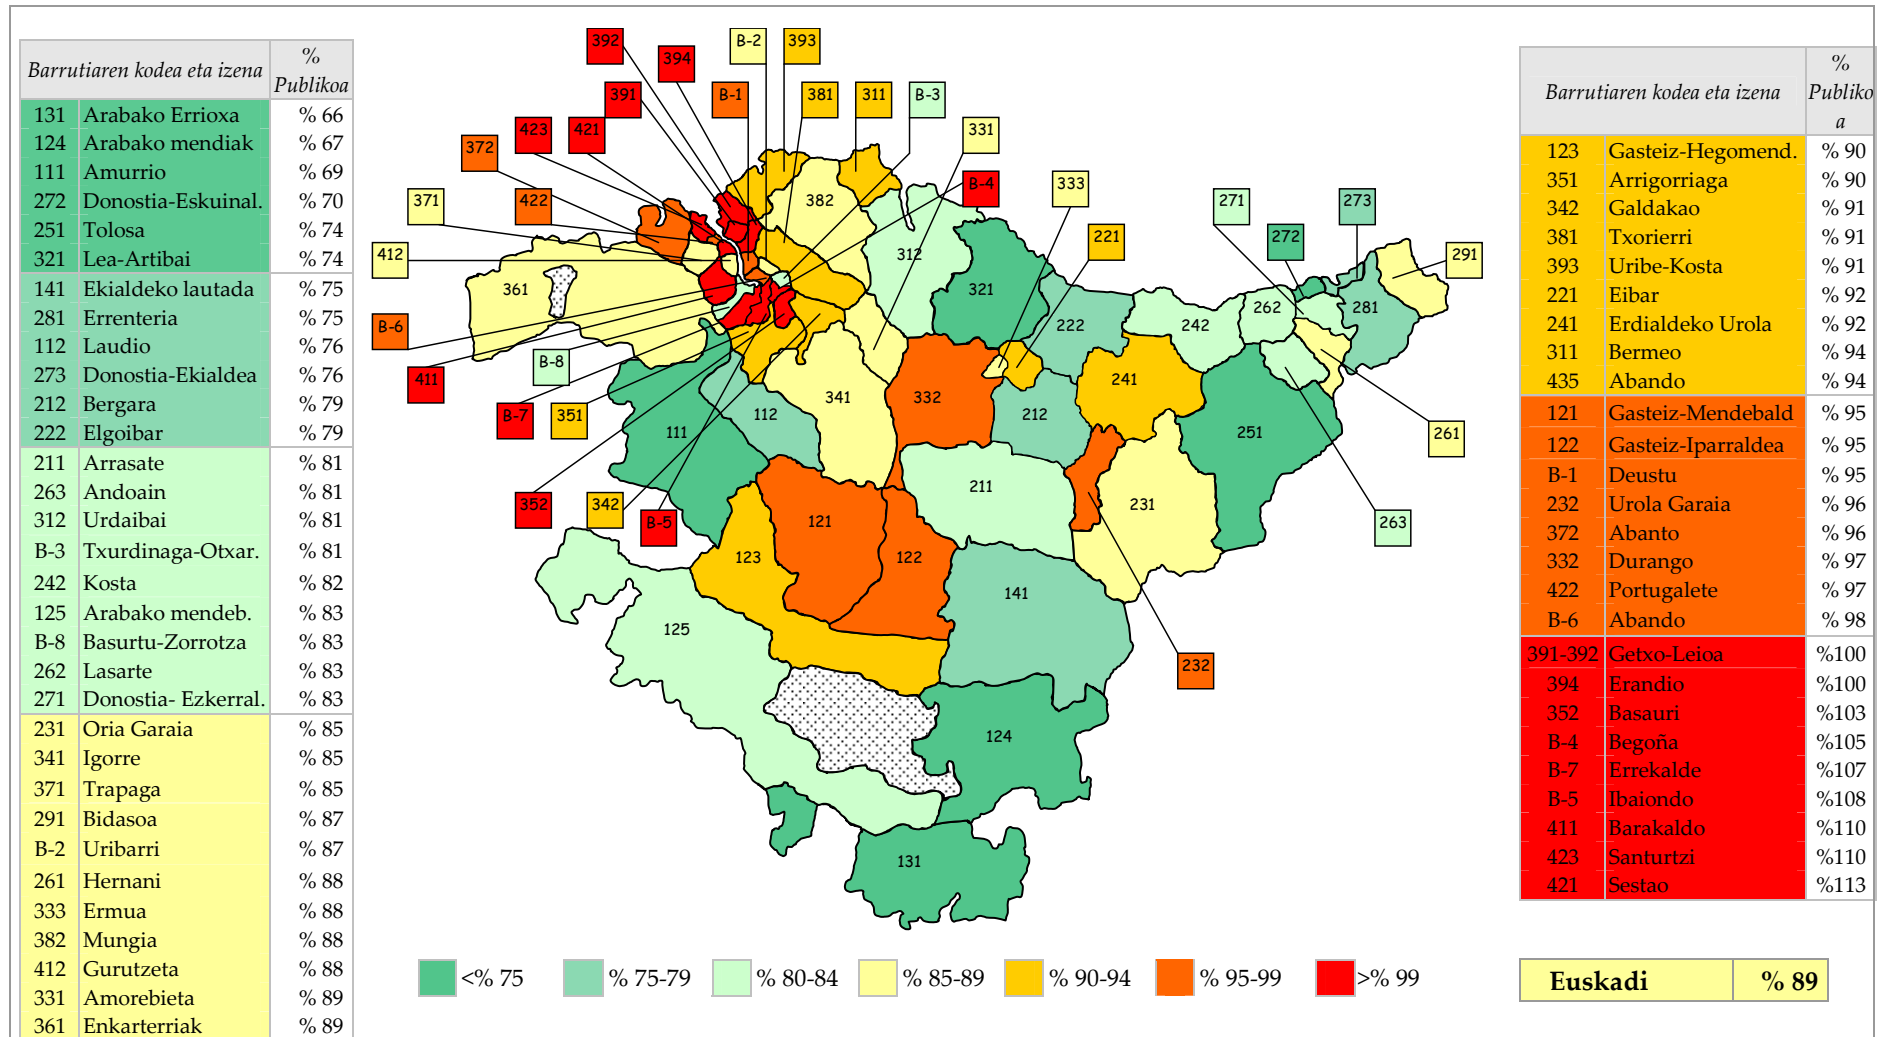 Barrutiaren kodea eta izena % Publikoa
131 Arabako Errioxa % 66
124 Arabako mendiak % 67
111 Amurrio % 69
272 Donostia-Eskuinal. % 70
251 Tolosa % 74
321 Lea-Artibai % 74
141 Ekialdeko lautada % 75
281 Errenteria % 75
112 Laudio % 76
273 Donostia-Ekialdea % 76
212 Bergara % 79
222 Elgoibar % 79
211 Arrasate % 81
263 Andoain % 81
312 Urdaibai % 81
B-3 Txurdinaga-Otxar. % 81
242 Kosta % 82
125 Arabako mendeb. % 83
B-8 Basurtu-Zorrotza % 83
262 Lasarte % 83
271 Donostia- Ezkerral. % 83
231 Oria Garaia % 85
341 Igorre % 85
371 Trapaga % 85
291 Bidasoa % 87
B-2 Uribarri % 87
261 Hernani % 88
333 Ermua % 88
382 Mungia % 88
412 Gurutzeta % 88
331 Amorebieta % 89
361 Enkarterriak % 89
392
394
B-2
393
391
B-1
381
311
B-3
423
421
331
372
B-4
333
371
422
382
271
273
412
221
272
312
291
361
321
262
281
B-6
222
242
411
B-8
241
B-7
351
112
341
332
212
111
251
261
352
342
B-5
211
121
231
263
123
122
141
125
232
124
131
<% 75
% 75-79
% 80-84
% 85-89
% 90-94
% 95-99
>% 99
Barrutiaren kodea eta izena % Publiko a
123 Gasteiz-Hegomend. % 90
351 Arrigorriaga % 90
342 Galdakao % 91
381 Txorierri % 91
393 Uribe-Kosta % 91
221 Eibar % 92
241 Erdialdeko Urola % 92
311 Bermeo % 94
435 Abando % 94
121 Gasteiz-Mendebald % 95
122 Gasteiz-Iparraldea % 95
B-1 Deustu % 95
232 Urola Garaia % 96
372 Abanto % 96
332 Durango % 97
422 Portugalete % 97
B-6 Abando % 98
391-392 Getxo-Leioa %100
394 Erandio %100
352 Basauri %103
B-4 Begoña %105
B-7 Errekalde %107
B-5 Ibaiondo %108
411 Barakaldo %110
423 Santurtzi %110
421 Sestao %113
Euskadi % 89